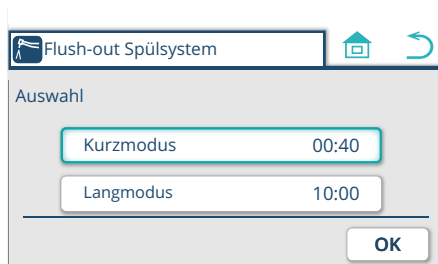 Flush-out Spülsystem
Auswahl
Kurzmodus 00:40
Langmodus 10:00
OK